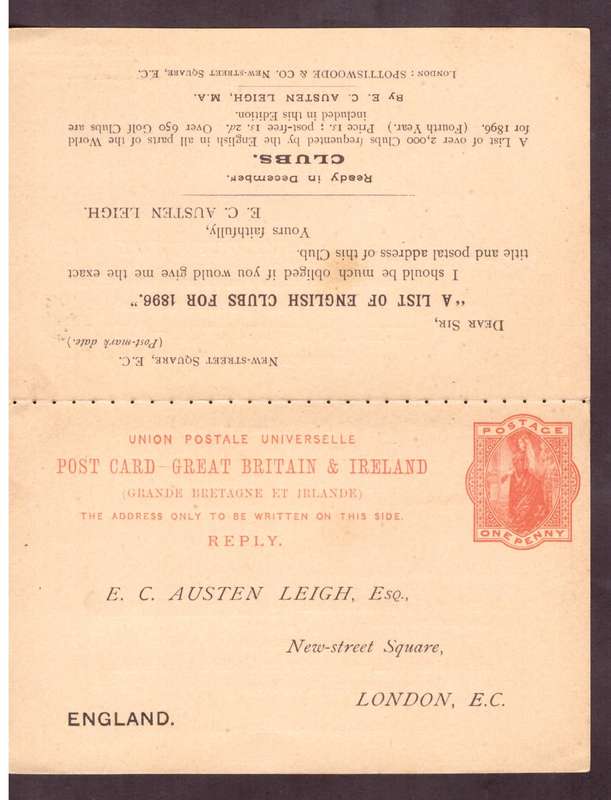 NEW-STREET SQUARE, E.C.
(Post-mark date.)
DEAR SIR,
"A LIST OF ENGLISH CLUBS FOR 1896."
I should be much obliged if you would give me the exact
title and postal address of this Club.
Yours faithfully,
E. C. AUSTEN LEIGH.
Ready in December.
CLUBS.
A List of over 2,000 Clubs frequented by the English in all parts of the World
for 1896. (Fourth Year.) Price 1s.; post-free 1s. 2d. Over 650 Golf Clubs are
included in this Edition.
By E. C. AUSTEN LEIGH, M.A.
LONDON: SPOTTISWOODE & CO. NEW-STREET SQUARE, E.C.
UNION POSTALE UNIVERSELLE
POST CARD-GREAT BRITAIN & IRELAND
(GRANDE BRETAGNE ET IRLANDE)
THE ADDRESS ONLY TO BE WRITTEN ON THIS SIDE.
REPLY.
POSTAGE
ONE PENNY
E. C. AUSTEN LEIGH, ESQ.,
New-street Square,
LONDON, E.C.
ENGLAND.